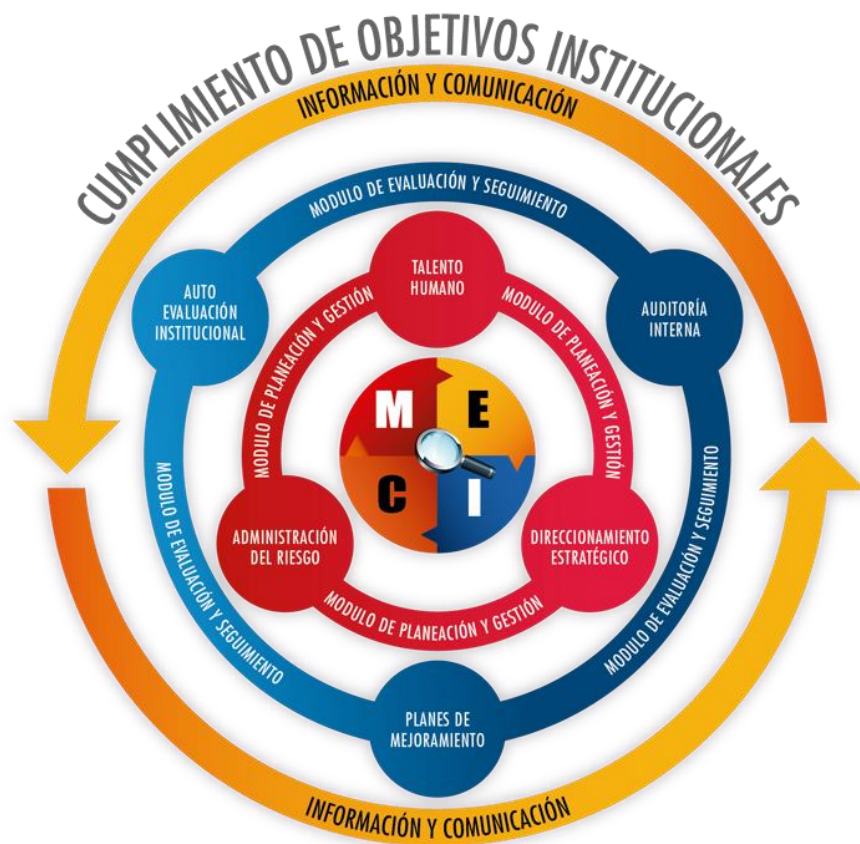 CUMPLIMIENTO DE OBJETIVOS INSTITUCIONALES
INFORMACIÓN Y COMUNICACIÓN
MODULO DE EVALUACIÓN Y SEGUIMIENTO
TALENTO
HUMANO
AUTO
EVALUACIÓN
INSTITUCIONAL
AUDITORÍA
INTERNA
MODULO DE PLANEACIÓN Y GESTIÓN
MODULO DE PLANEACIÓN Y GESTIÓN
M E
C I
MODULO DE EVALUACIÓN Y SEGUIMIENTO
MODULO DE EVALUACIÓN Y SEGUIMIENTO
ADMINISTRACIÓN
DEL RIESGO
DIRECCIONAMIENTO
ESTRATÉGICO
MODULO DE PLANEACIÓN Y GESTIÓN
PLANES DE
MEJORAMIENTO
INFORMACIÓN Y COMUNICACIÓN